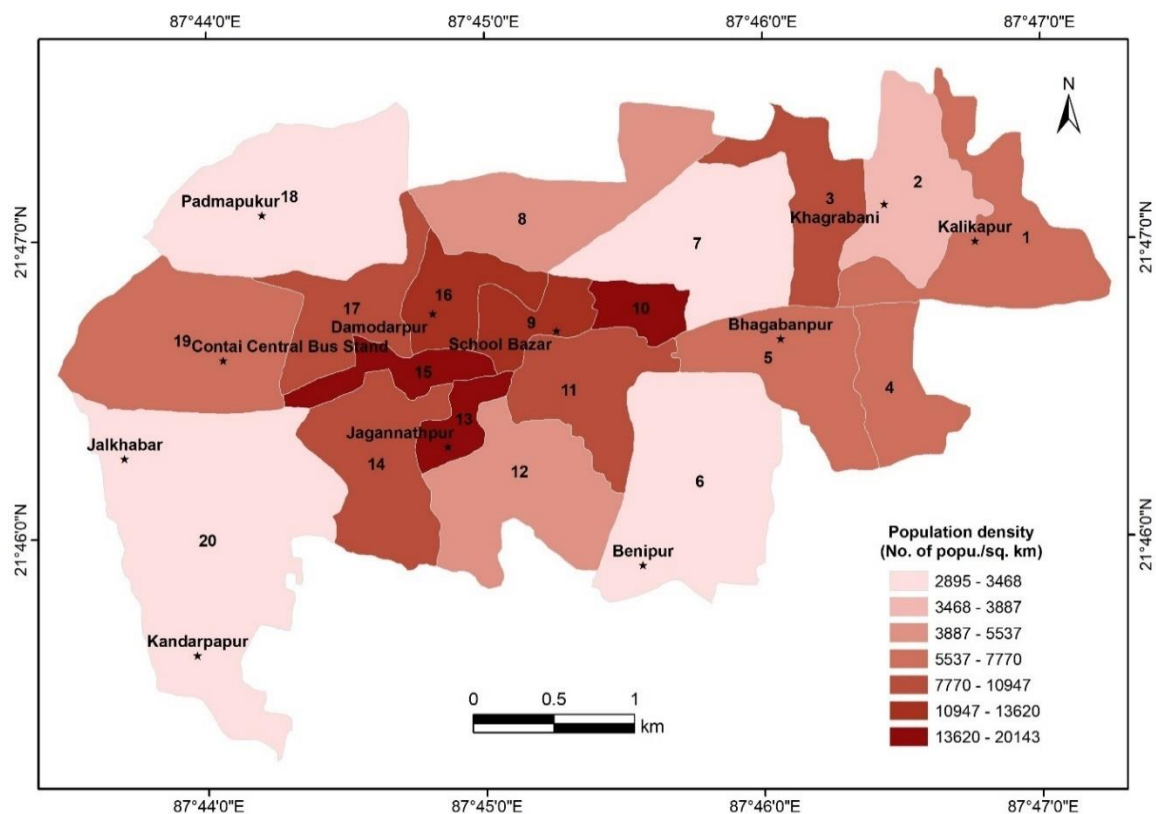 87°44'0"E
87°45'0"E
87°46'0"E
87°47'0"E
N
21°47'0"N
21°47'0"N
21°46'0"N
21°46'0"N
18
Padmapukur
8
7
3
Khagrabani
2
Kalikapur
1
17
16
Damodarpur
9
School Bazar
10
Bhagabanpur
5
4
19
Contai Central Bus Stand
15
11
13
Jagannathpur
14
12
6
Benipur
Jalkhabar
20
Kandarpapur
Population density
(No. of popu./sq. km)
2895 - 3468
3468 - 3887
3887 - 5537
5537 - 7770
7770 - 10947
10947 - 13620
13620 - 20143
0 0.5 1
km
87°44'0"E
87°45'0"E
87°46'0"E
87°47'0"E